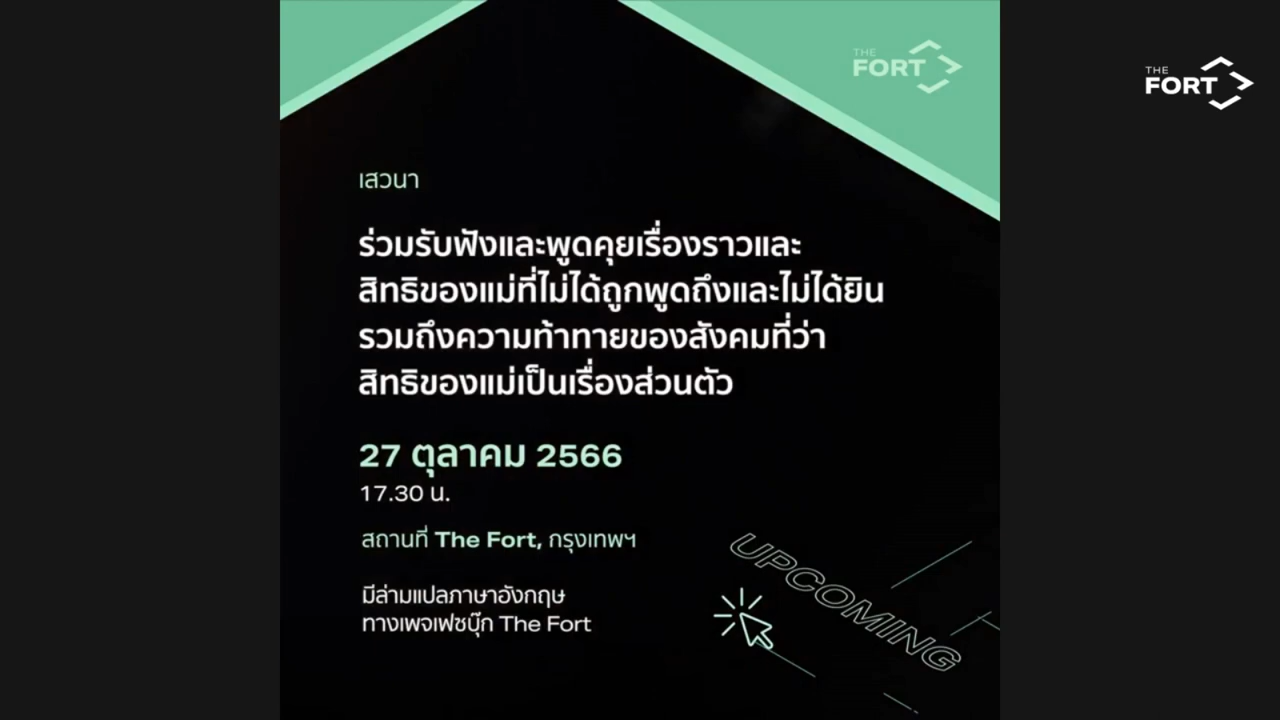 THE
FORT
THE
FORT
เสวนา
ร่วมรับฟังและพูดคุยเรื่องราวและ
สิทธิของแม่ที่ไม่ได้ถูกพูดถึงและไม่ได้ยิน
รวมถึงความท้าทายของสังคมที่ว่า
สิทธิของแม่เป็นเรื่องส่วนตัว
27 ตุลาคม 2566
17.30 น.
สถานที่ The Fort, กรุงเทพฯ
มีล่ามแปลภาษาอังกฤษ
ทางเพจเฟซบุ๊ก The Fort
UPCOMING